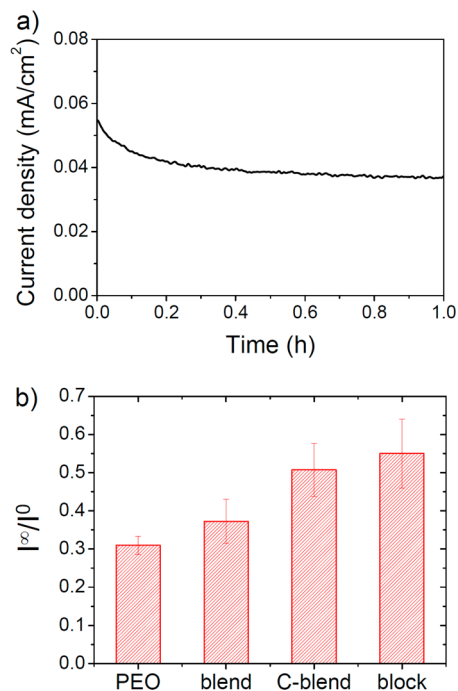 a)
Current density (mA/cm²)
0.08
0.06
0.04
0.02
0.00
0.0 0.2 0.4 0.6 0.8 1.0
Time (h)
b)
I∞/I⁰
0.7
0.6
0.5
0.4
0.3
0.2
0.1
0.0
PEO blend C-blend block